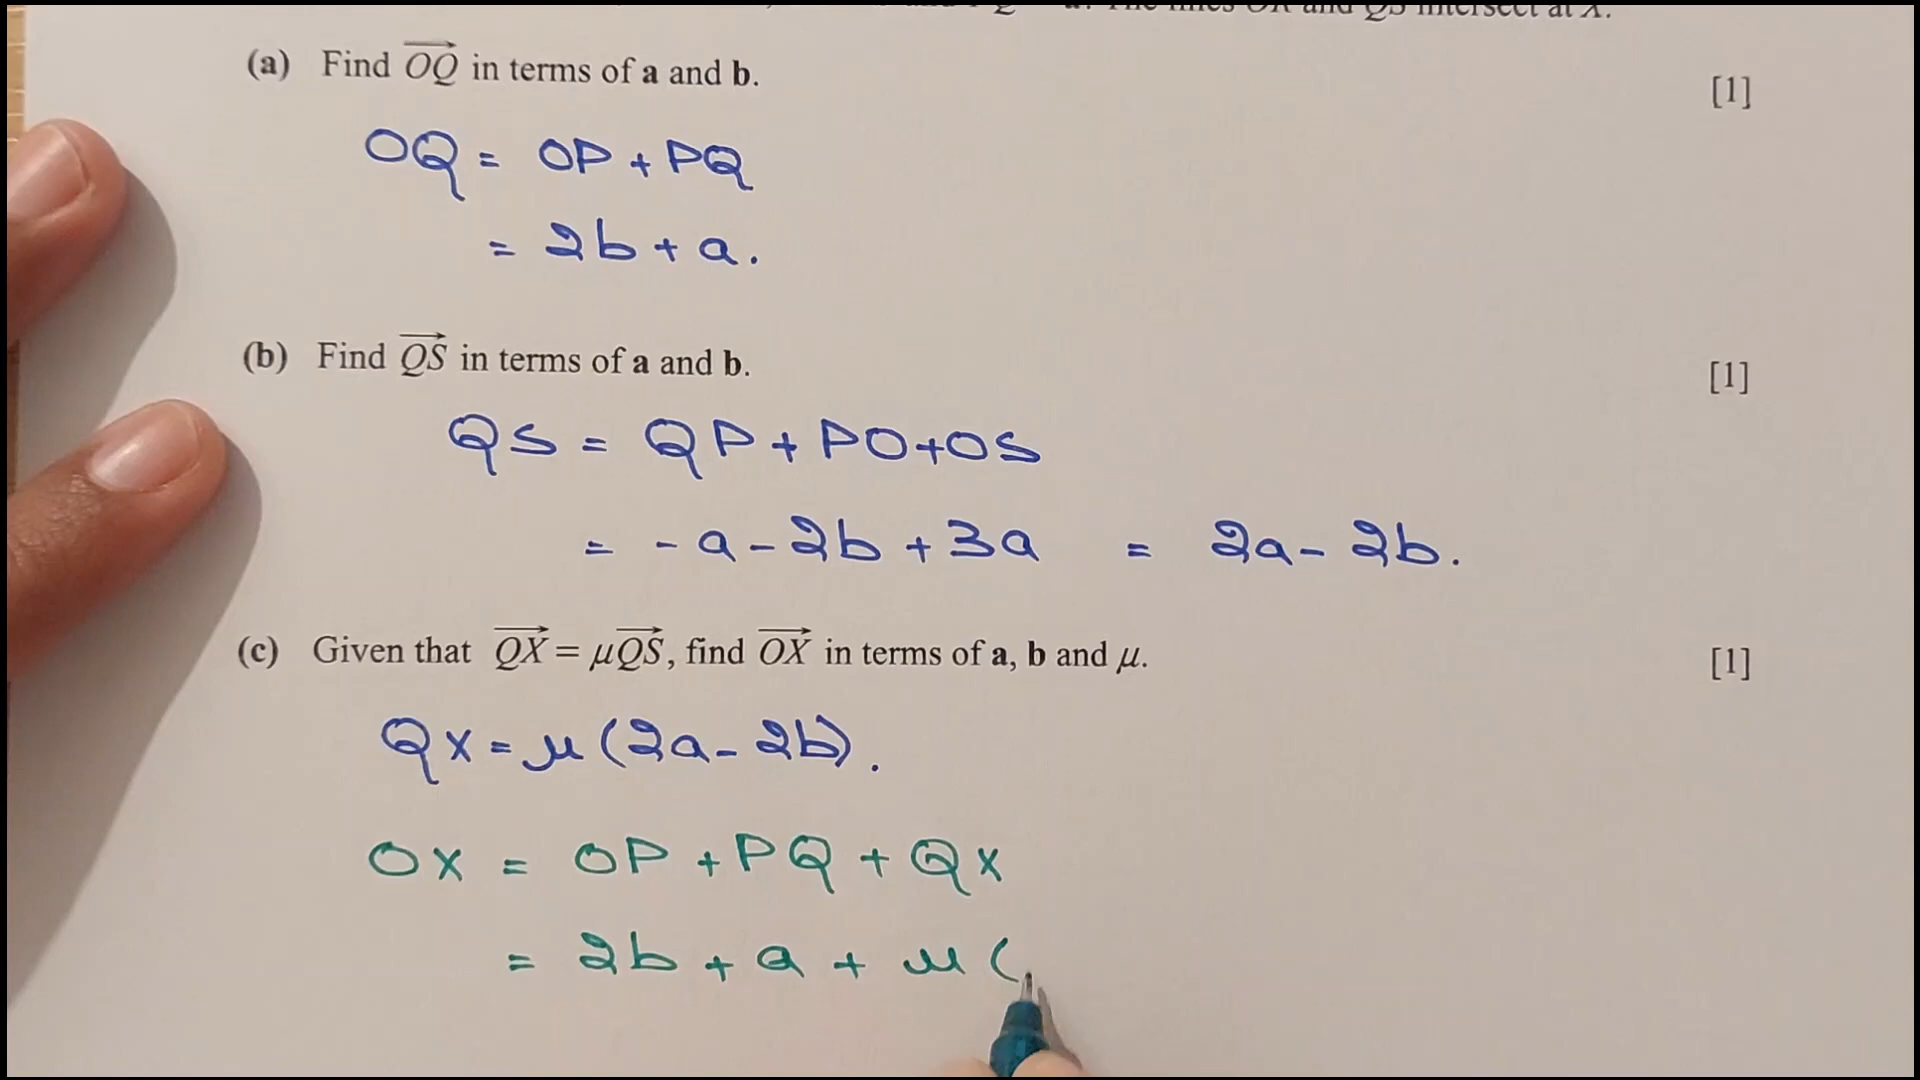 intersect at X.
(a) Find OQ in terms of a and b. [1]
OQ = OP + PQ
= 2b + a.
(b) Find QS in terms of a and b. [1]
QS = QP + PO + OS
= -a - 2b + 3a = 2a - 2b.
(c) Given that QX = μQS, find OX in terms of a, b and μ. [1]
QX = μ(2a - 2b).
OX = OP + PQ + QX
= 2b + a + μ(